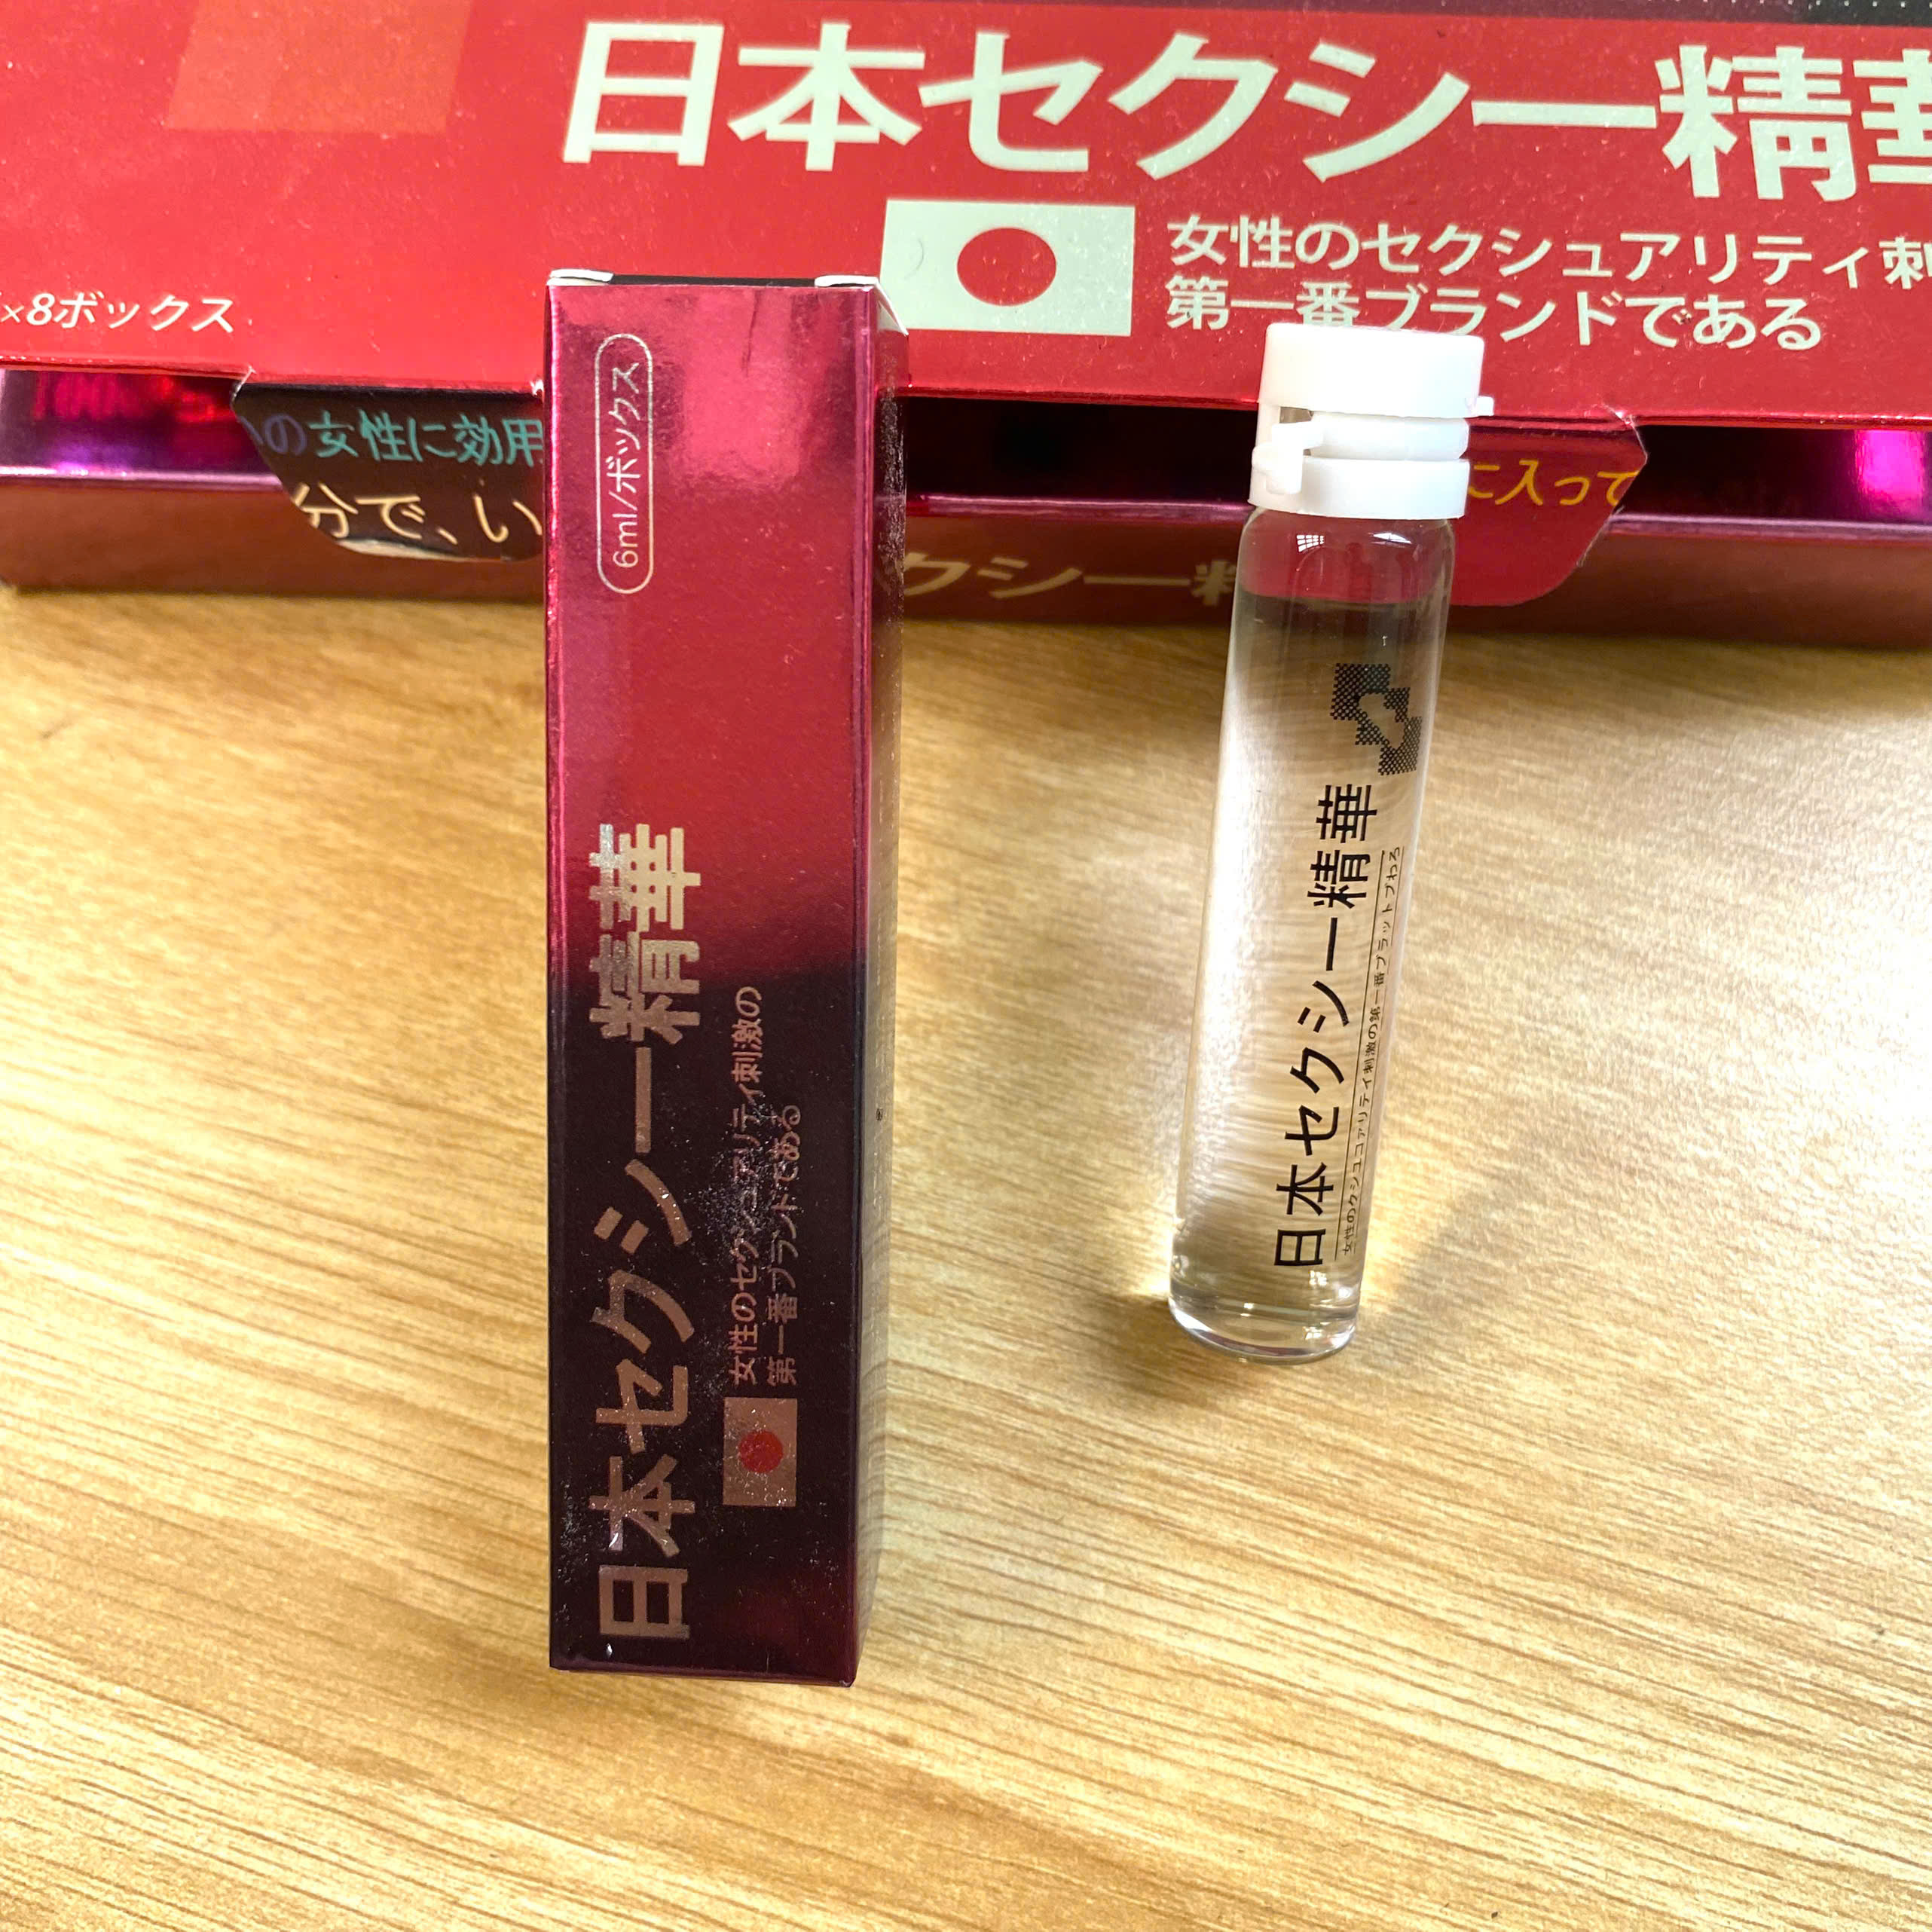 日本セクシー精華
女性のセクシュアリティ刺
第一番ブランドである
×8ボックス
の女性に効用
分で、い
に入って
クシー精
6ml/ボックス
日本セクシー精華
女性のセクシュアリティ刺激の
第一番ブランドである
日本セクシー精華